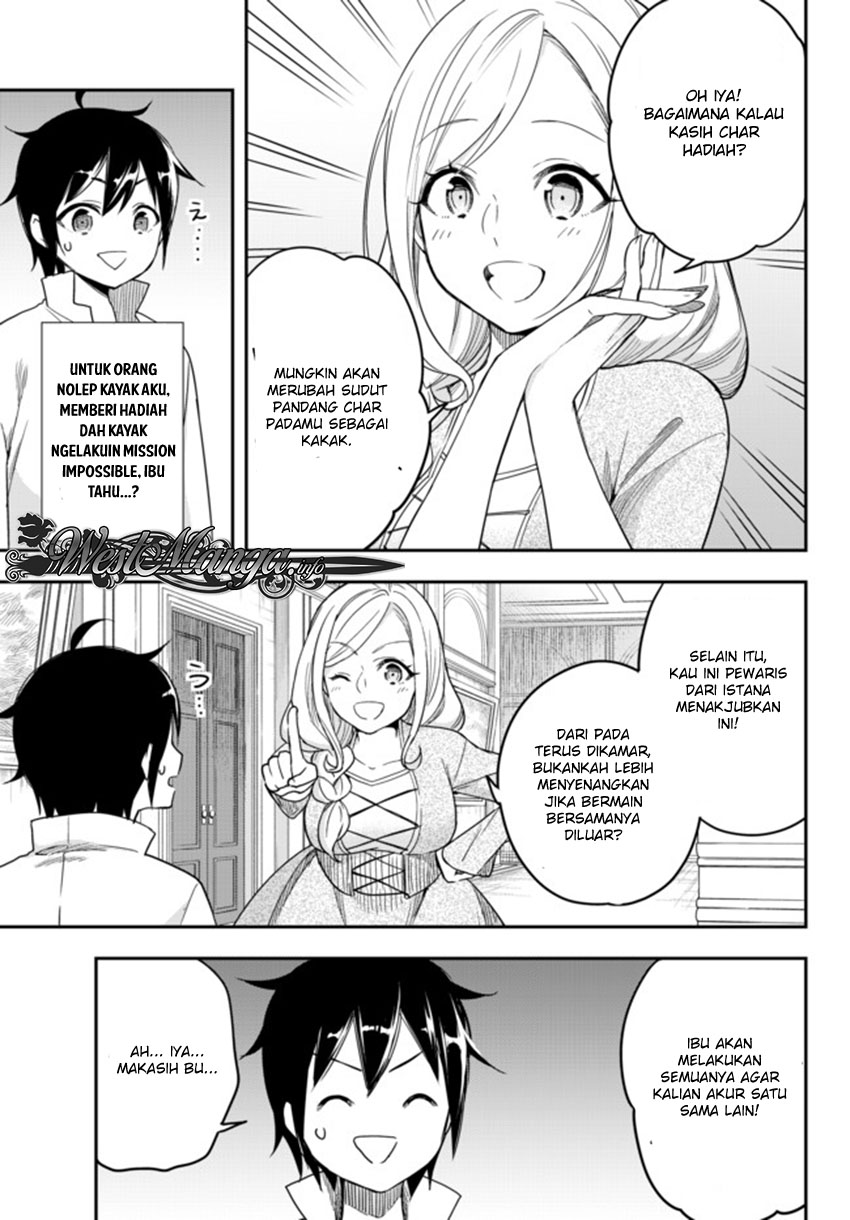 OH IYA!
BAGAIMANA KALAU
KASIH CHAR
HADIAH?
MUNGKIN AKAN
MERUBAH SUDUT
PANDANG CHAR
PADAMU SEBAGAI
KAKAK.
え…
UNTUK ORANG
NOLEP KAYAK AKU,
MEMBERI HADIAH
DAH KAYAK
NGELAKUIN MISSION
IMPOSSIBLE, IBU
TAHU...?
WestManga.info
SELAIN ITU,
KAU INI PEWARIS
DARI ISTANA
MENAKJUBKAN
INI!
DARI PADA
TERUS DIKAMAR,
BUKANKAH LEBIH
MENYENANGKAN
JIKA BERMAIN
BERSAMANYA
DILUAR?
う…
IBU AKAN
MELAKUKAN
SEMUANYA AGAR
KALIAN AKUR SATU
SAMA LAIN!
AH... IYA...
MAKASIH BU...